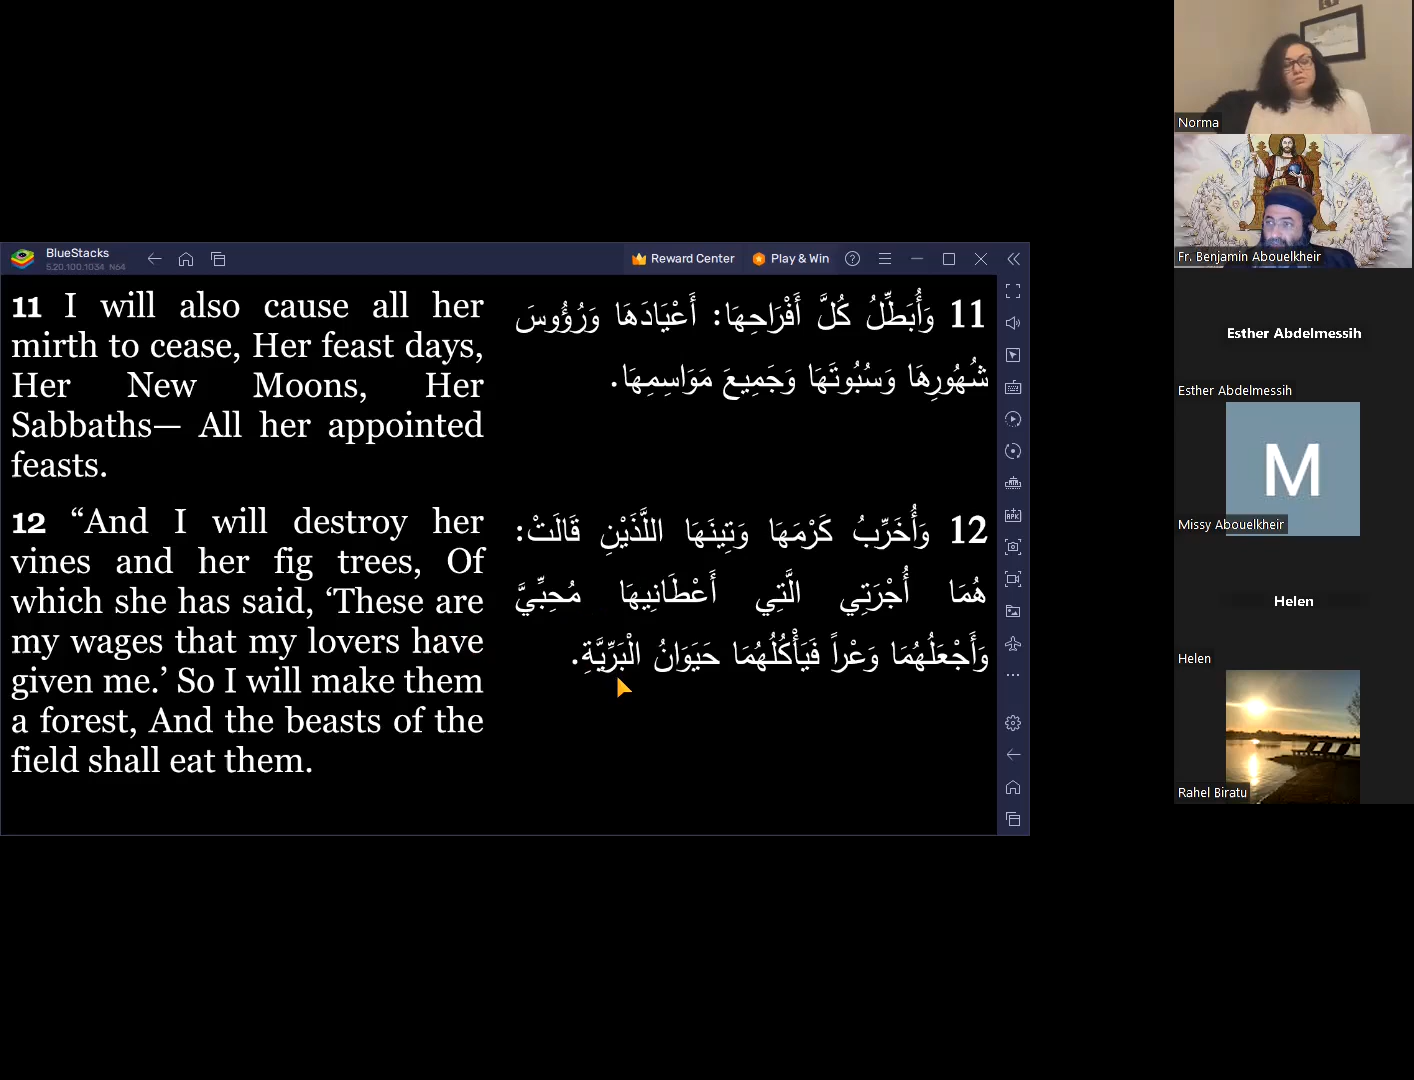 BlueStacks
5.20.100.1034 N64
Reward Center
Play & Win
11 I will also cause all her
mirth to cease, Her feast days,
Her New Moons, Her
Sabbaths— All her appointed
feasts.
12 “And I will destroy her
vines and her fig trees, Of
which she has said, ‘These are
my wages that my lovers have
given me.’ So I will make them
a forest, And the beasts of the
field shall eat them.
11 وَأُبَطِّلُ كُلَّ أَفْرَاحِهَا: أَعْيَادَهَا وَرُؤُوسَ
شُهُورِهَا وَسُبُوتَهَا وَجَمِيعَ مَوَاسِمِهَا.
12 وَأُخَرِّبُ كَرْمَهَا وَتِينَهَا اللَّذَيْنِ قَالَتْ:
هُمَا أُجْرَتِي الَّتِي أَعْطَانِيهَا مُحِبِّيَّ
وَأَجْعَلُهُمَا وَعْراً فَيَأْكُلُهُمَا حَيَوَانُ الْبَرِّيَّةِ.
Norma
Fr. Benjamin Abouelkheir
Esther Abdelmessih
Esther Abdelmessih
M
Missy Abouelkheir
Helen
Helen
Rahel Biratu